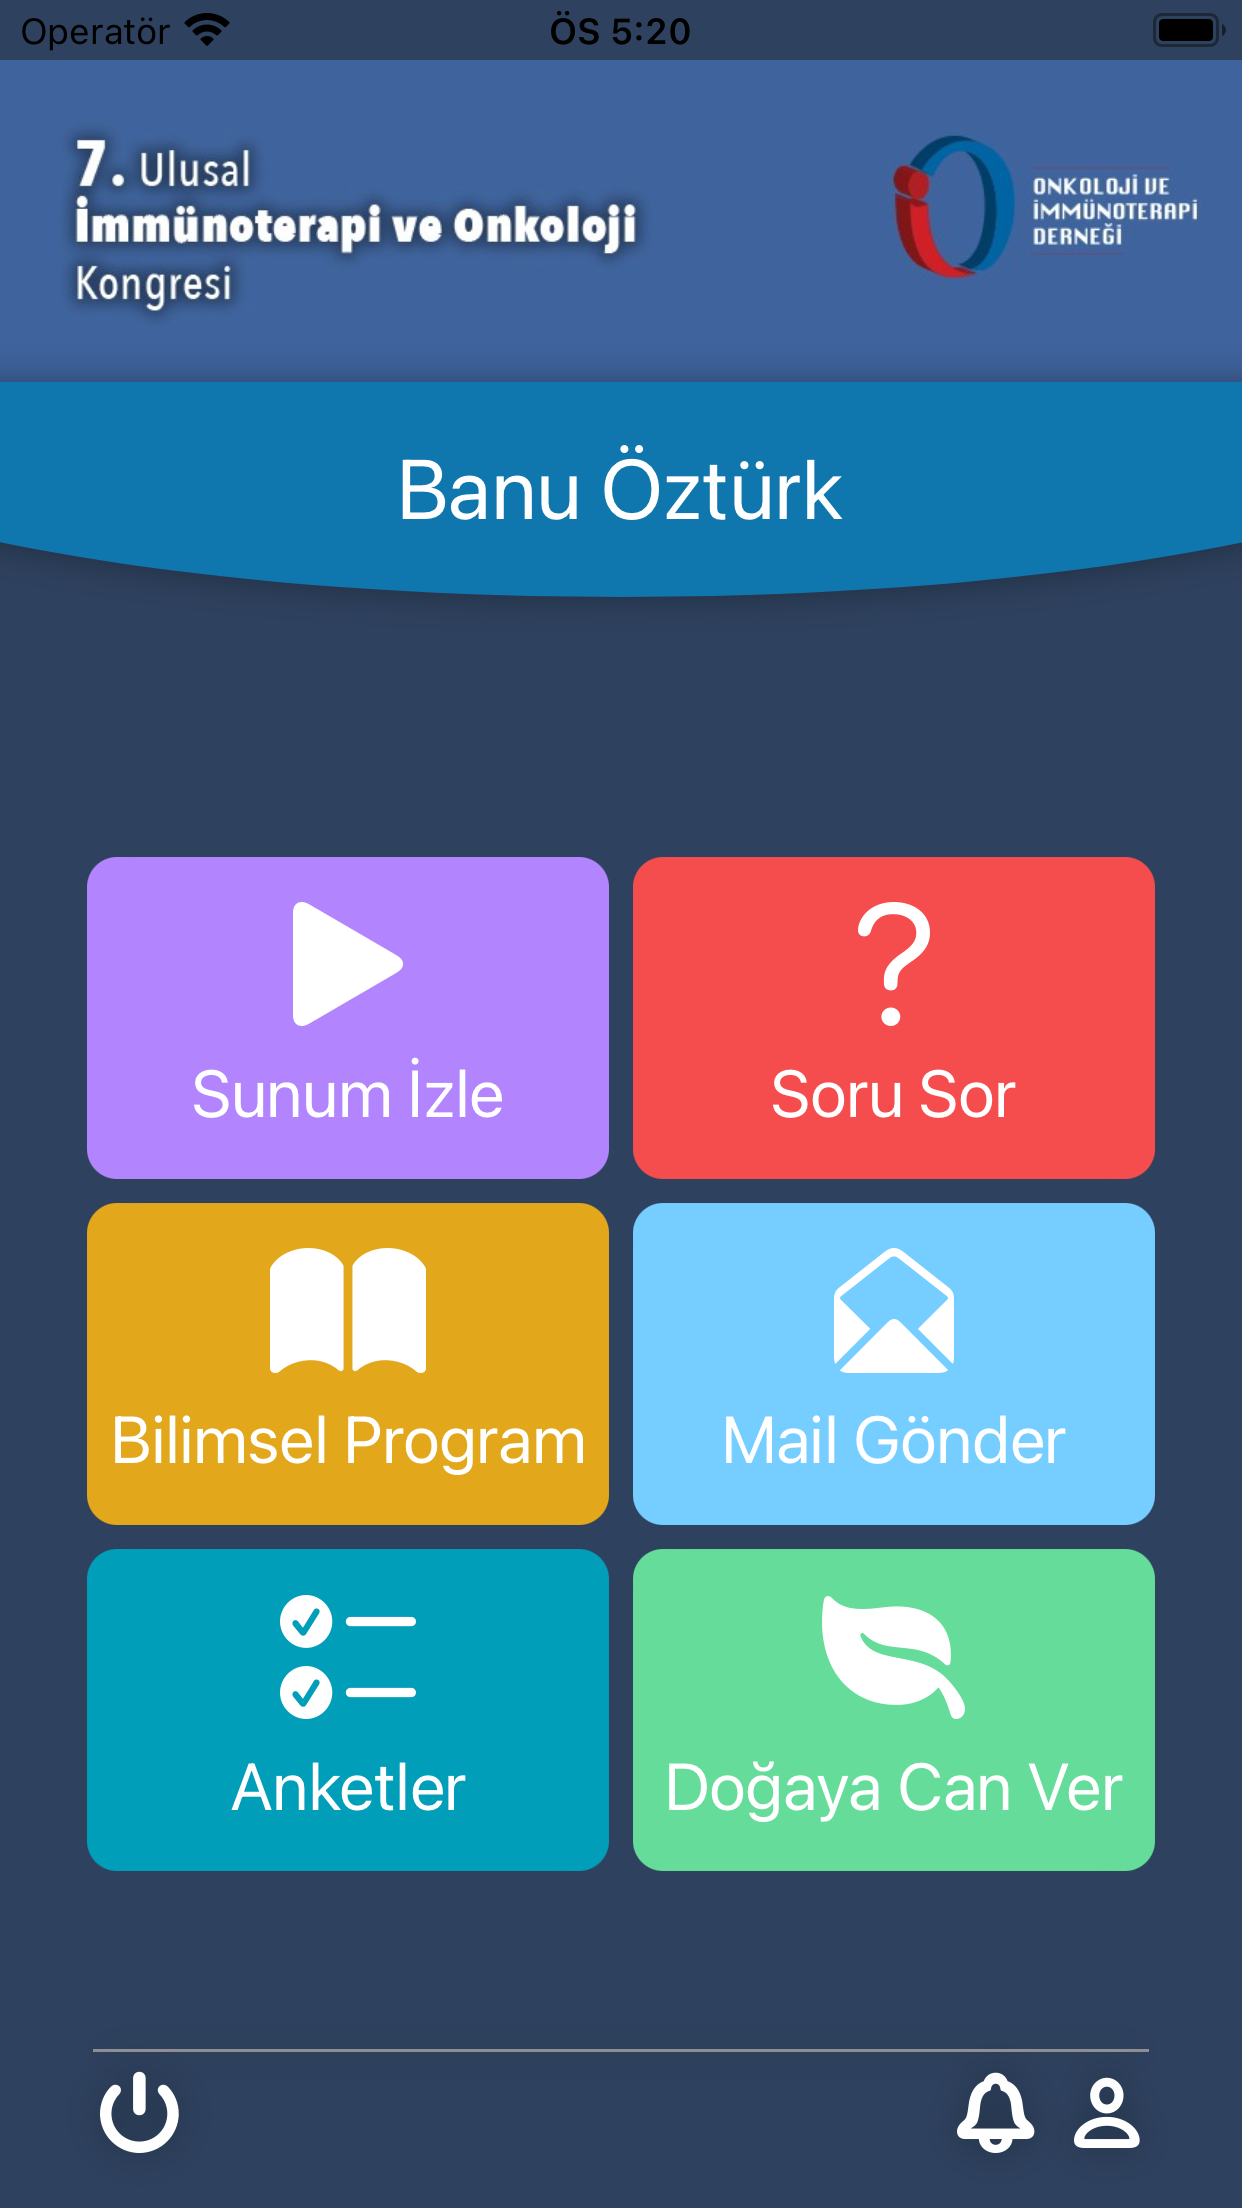 Operatör ÖS 5:20
7. Ulusal
İmmünoterapi ve Onkoloji
Kongresi
ONKOLOJİ VE
İMMÜNOTERAPİ
DERNEĞİ
Banu Öztürk
Sunum İzle
Soru Sor
Bilimsel Program
Mail Gönder
Anketler
Doğaya Can Ver